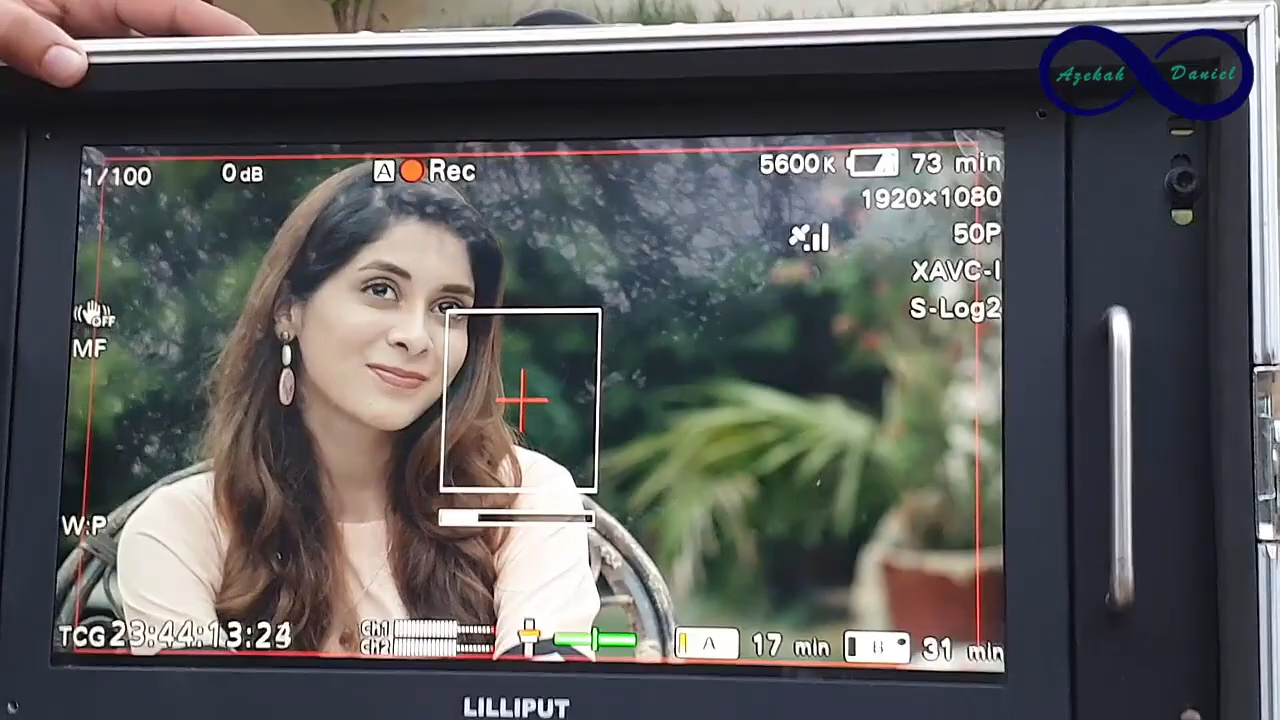 Azekah Daniel
1/100 0dB A Rec 5600K 73 min
1920×1080
50P
XAVC-I
S-Log2
OFF
MF
W:P
TCG 23:44:13:24
Ch1
Ch2
A 17 min B 31 min
LILLIPUT